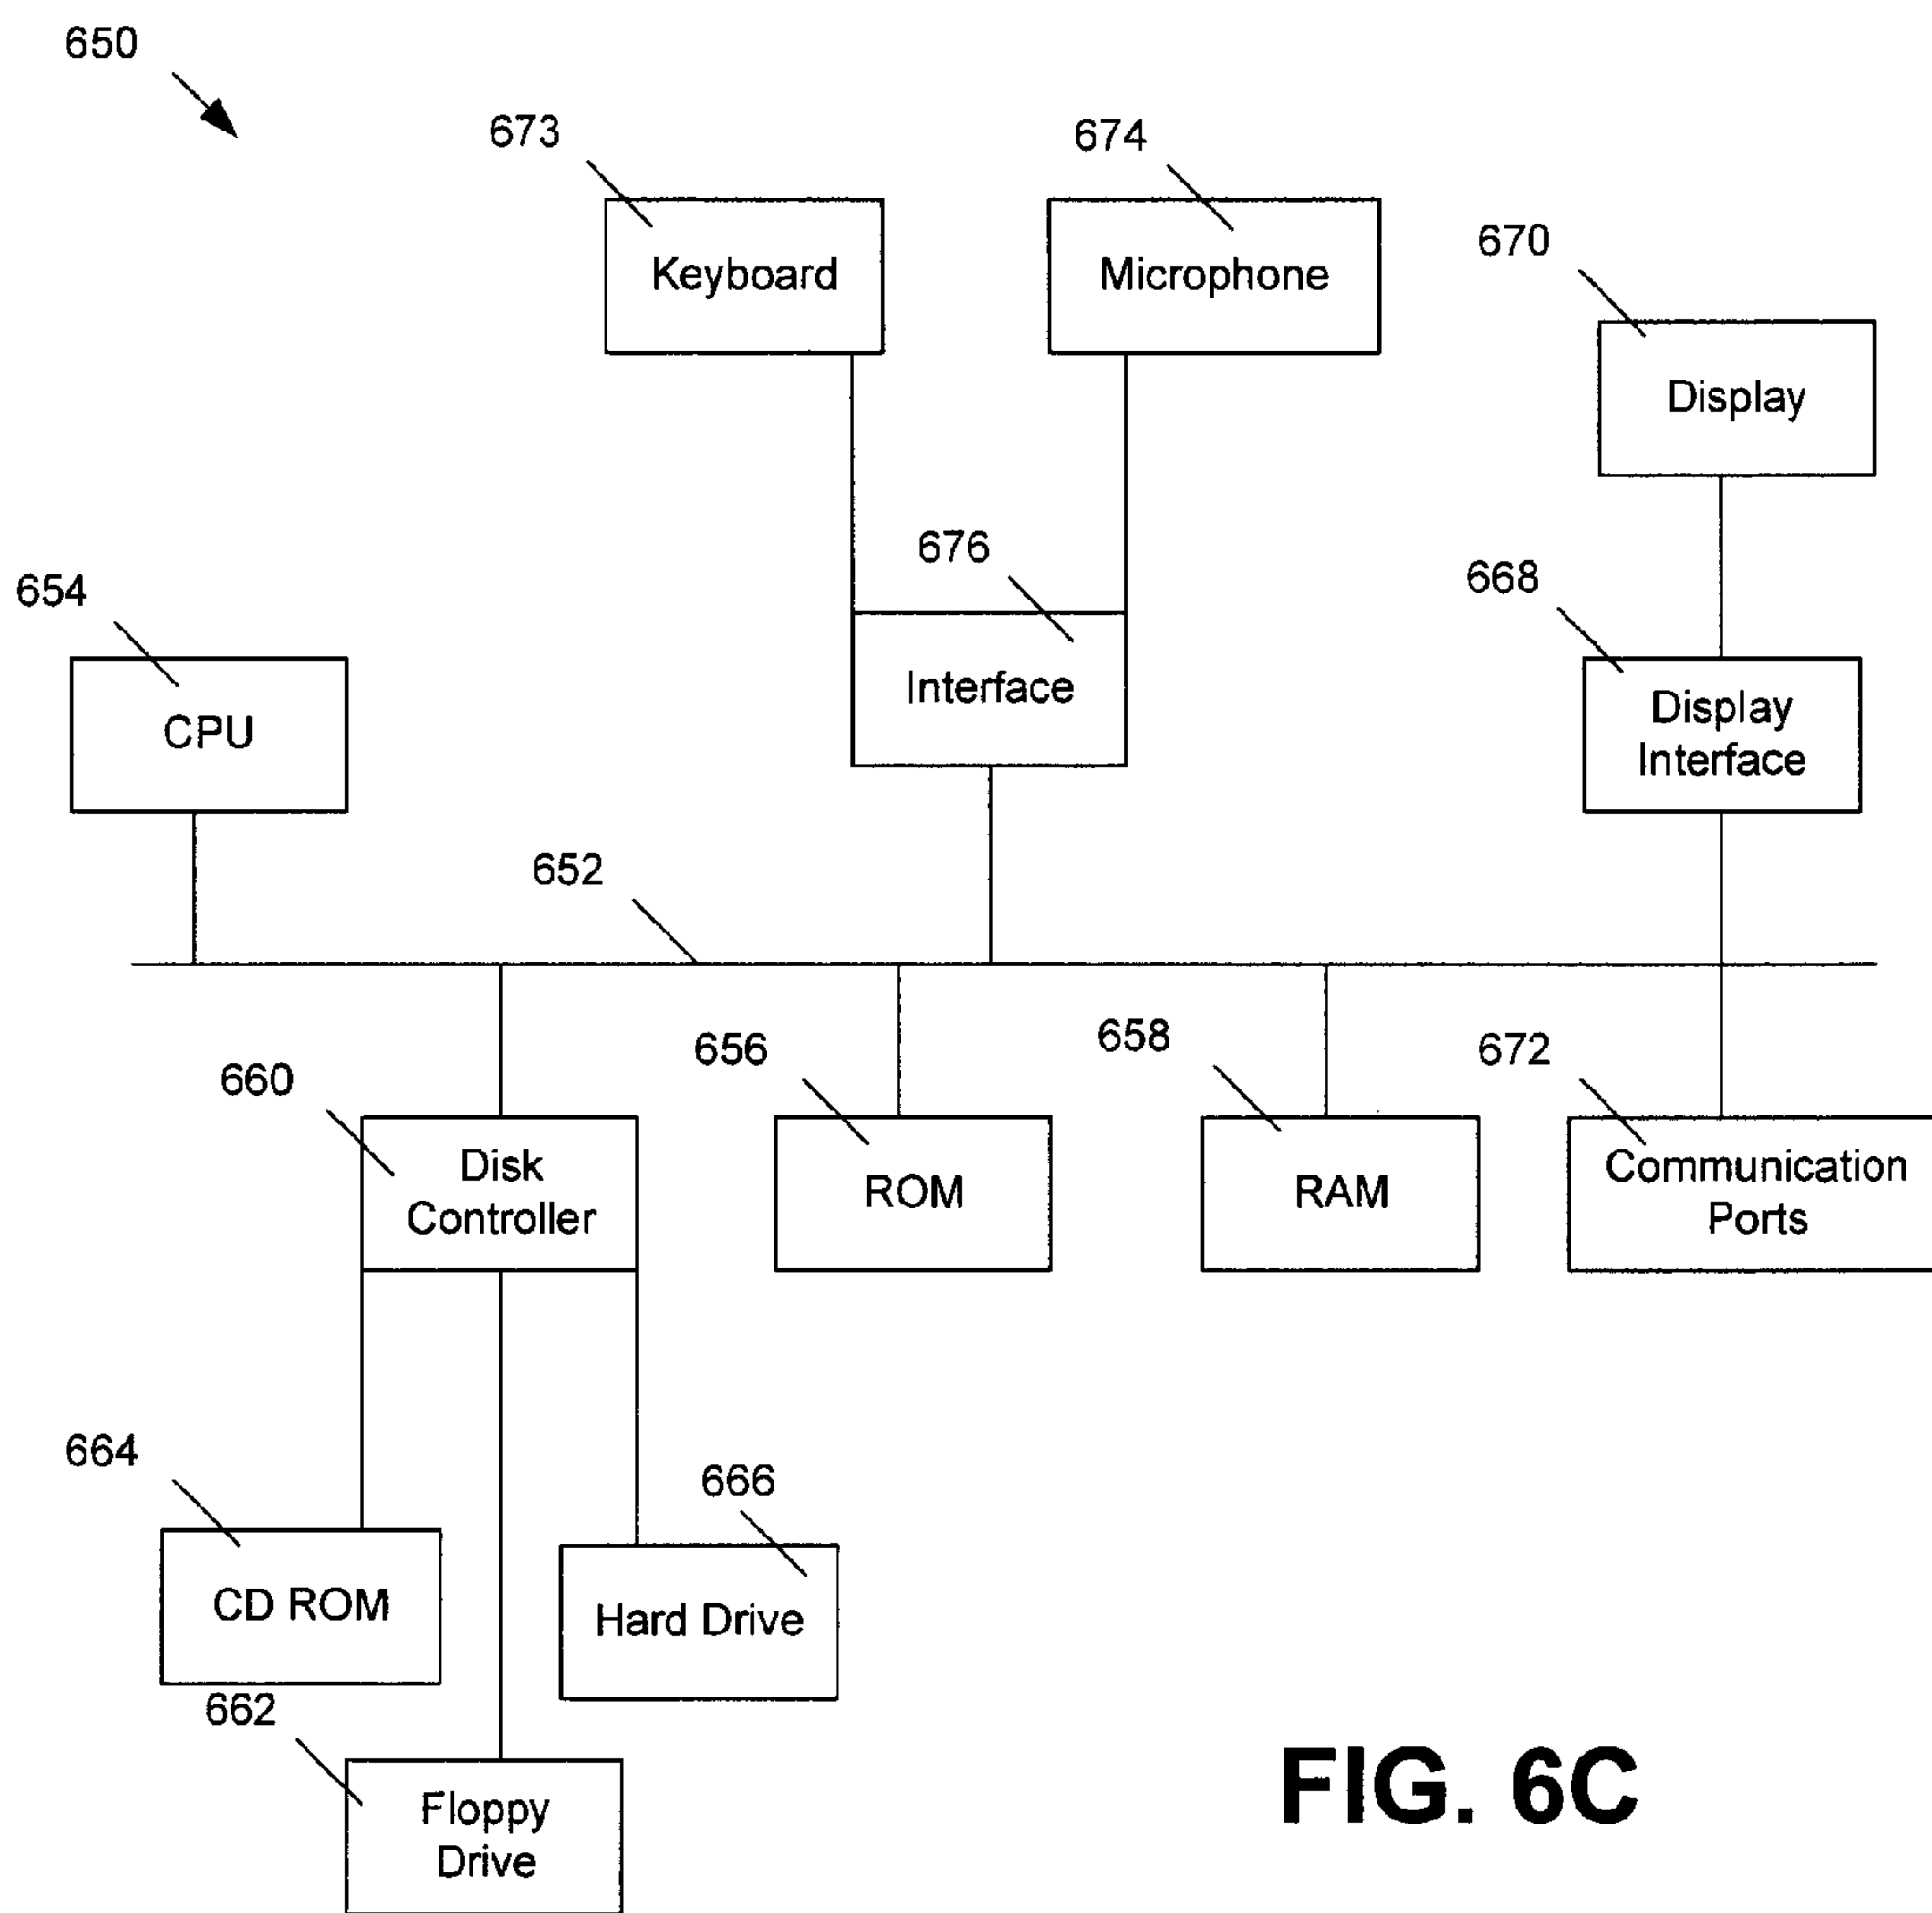 650
673
674
670
Keyboard
Microphone
Display
676
654
668
Interface
CPU
Display
Interface
652
660
656
658
672
Disk
Controller
ROM
RAM
Communication
Ports
664
666
CD ROM
Hard Drive
662
Floppy
Drive
FIG. 6C